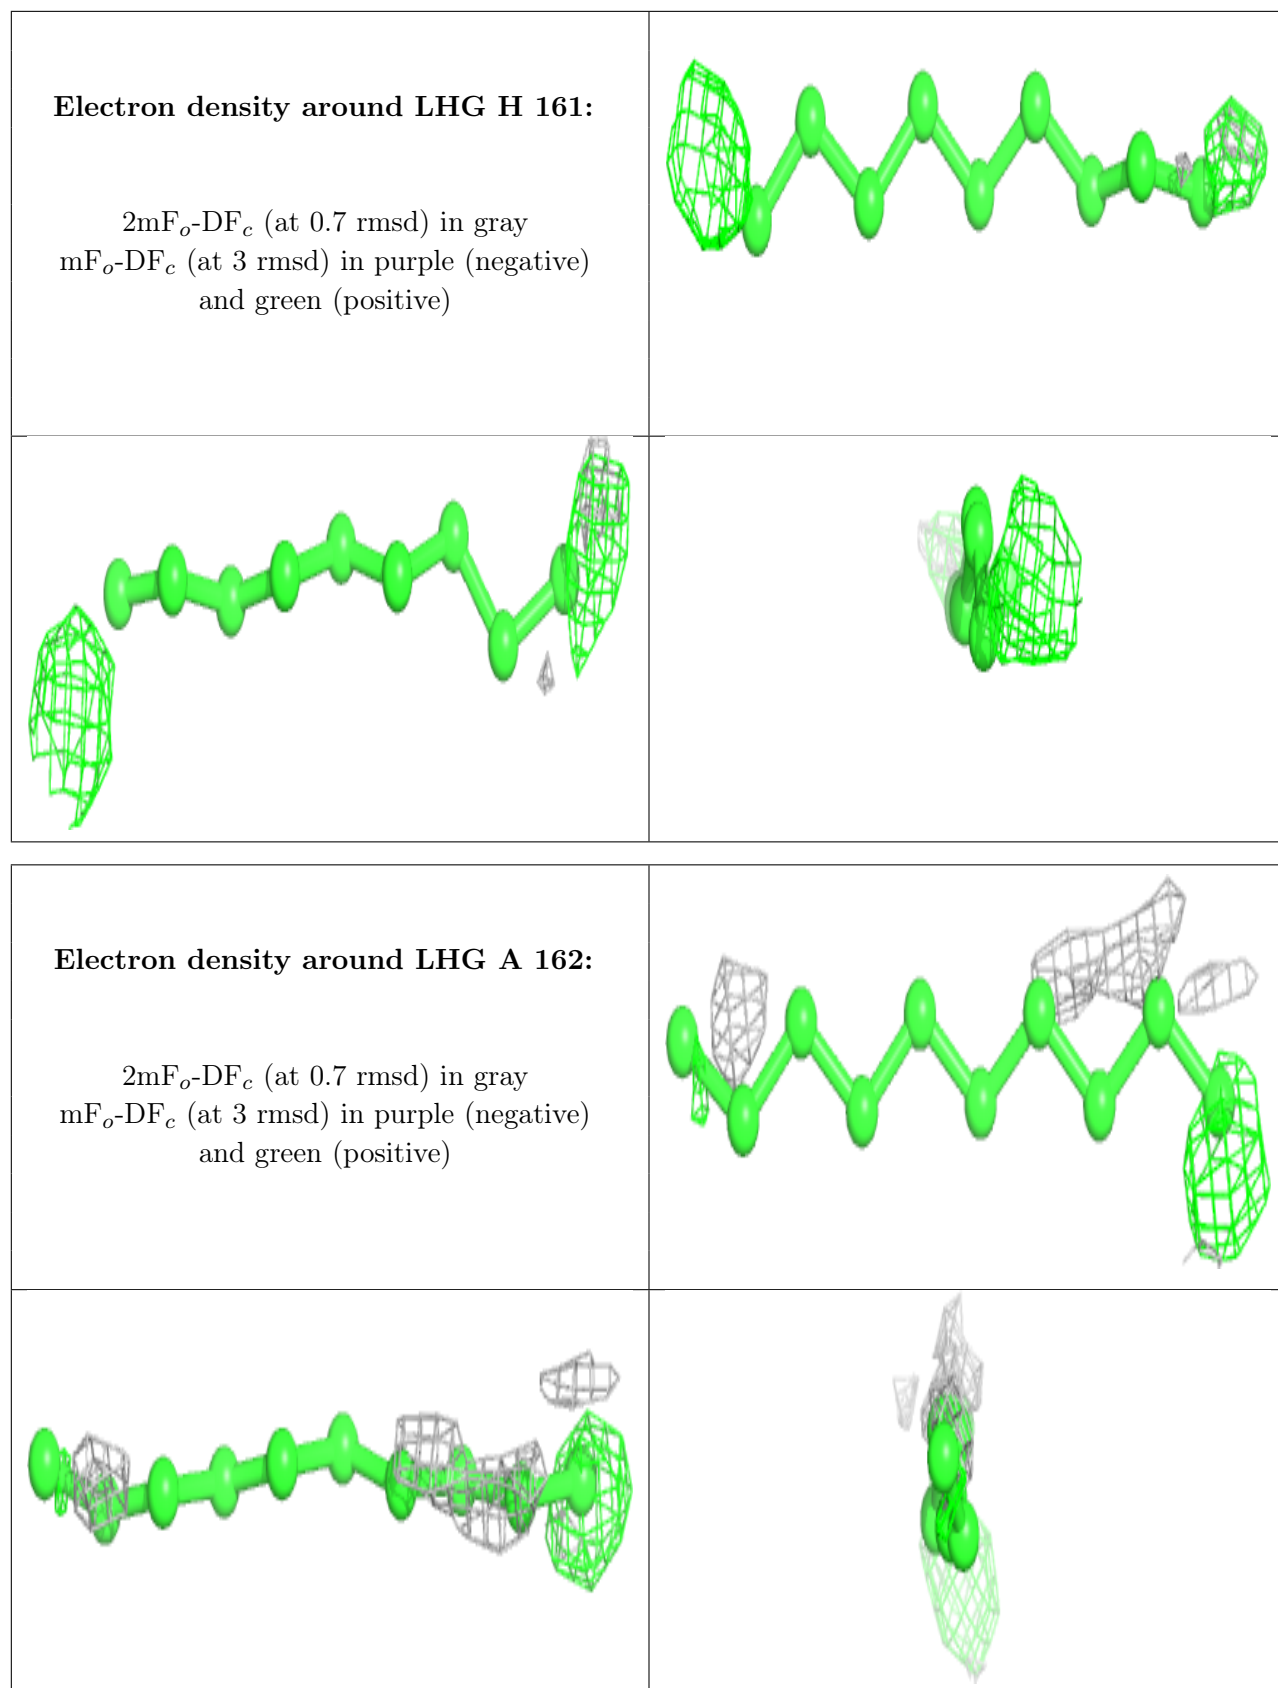 Electron density around LHG H 161:
2mFo-DFc (at 0.7 rmsd) in gray
mFo-DFc (at 3 rmsd) in purple (negative)
and green (positive)
Electron density around LHG A 162:
2mFo-DFc (at 0.7 rmsd) in gray
mFo-DFc (at 3 rmsd) in purple (negative)
and green (positive)